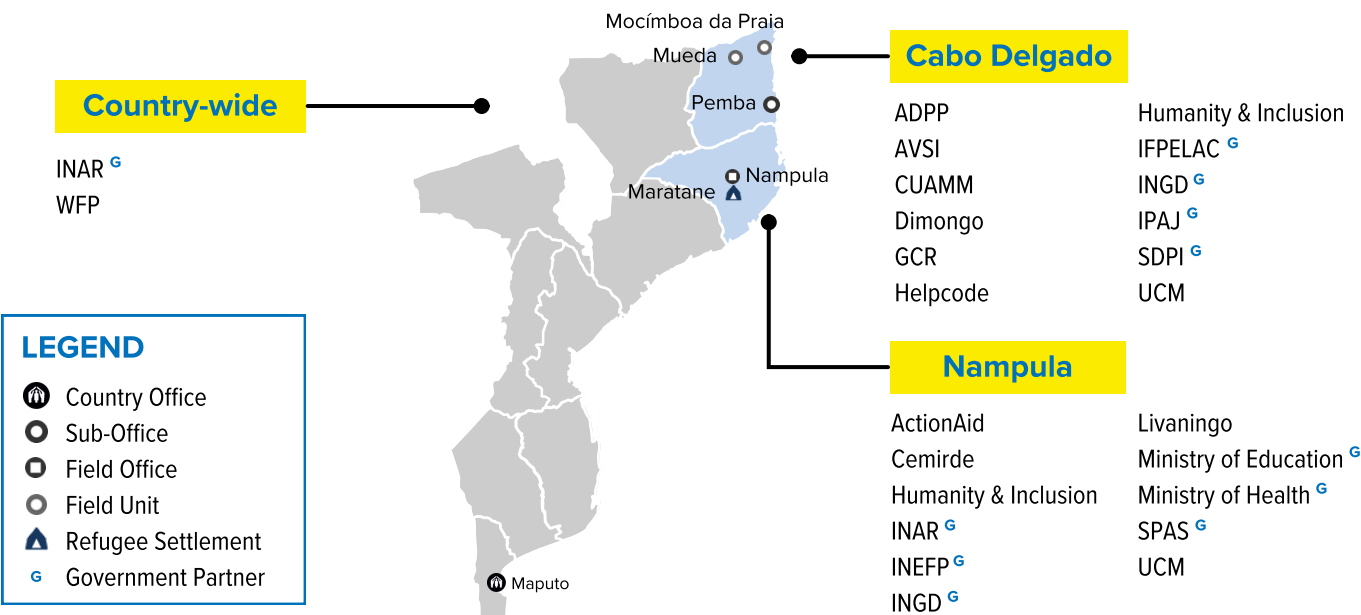 Mocímboa da Praia
Mueda
Pemba
Nampula
Maratane
Maputo
Country-wide
INAR G
WFP
LEGEND
Country Office
Sub-Office
Field Office
Field Unit
Refugee Settlement
G Government Partner
Cabo Delgado
ADPP
AVSI
CUAMM
Dimongo
GCR
Helpcode
Humanity & Inclusion
IFPELAC G
INGD G
IPAJ G
SDPI G
UCM
Nampula
ActionAid
Cemirde
Humanity & Inclusion
INAR G
INEFP G
INGD G
Livaningo
Ministry of Education G
Ministry of Health G
SPAS G
UCM